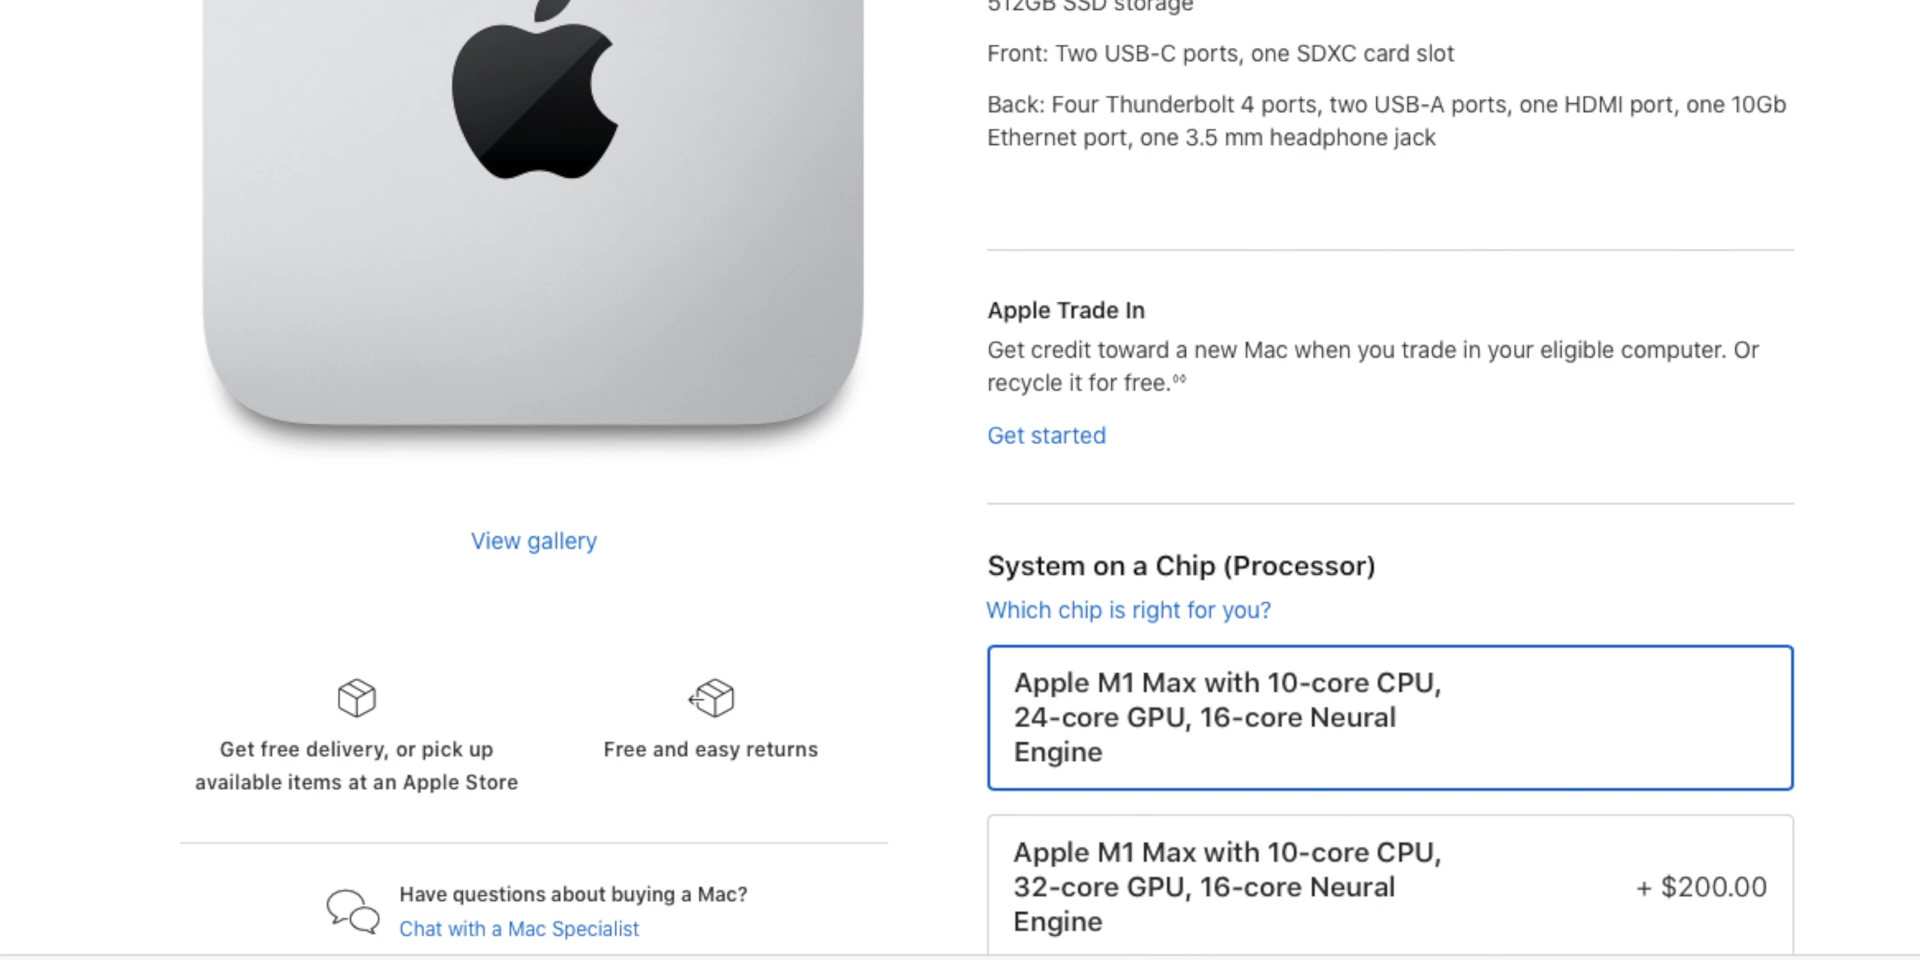 512GB SSD storage
Front: Two USB-C ports, one SDXC card slot
Back: Four Thunderbolt 4 ports, two USB-A ports, one HDMI port, one 10Gb
Ethernet port, one 3.5 mm headphone jack
Apple Trade In
Get credit toward a new Mac when you trade in your eligible computer. Or
recycle it for free.◊◊
Get started
View gallery
System on a Chip (Processor)
Which chip is right for you?
Apple M1 Max with 10-core CPU,
24-core GPU, 16-core Neural
Engine
Get free delivery, or pick up
available items at an Apple Store
Free and easy returns
Apple M1 Max with 10-core CPU,
32-core GPU, 16-core Neural
Engine
+ $200.00
Have questions about buying a Mac?
Chat with a Mac Specialist